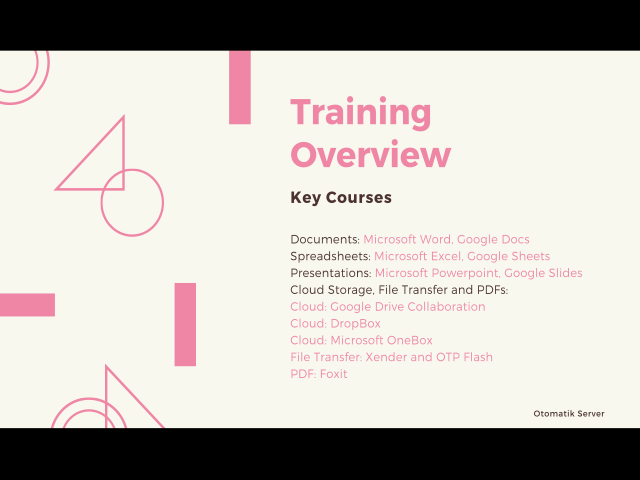 Training
Overview
Key Courses
Documents: Microsoft Word, Google Docs
Spreadsheets: Microsoft Excel, Google Sheets
Presentations: Microsoft Powerpoint, Google Slides
Cloud Storage, File Transfer and PDFs:
Cloud: Google Drive Collaboration
Cloud: DropBox
Cloud: Microsoft OneBox
File Transfer: Xender and OTP Flash
PDF: Foxit
Otomatik Server